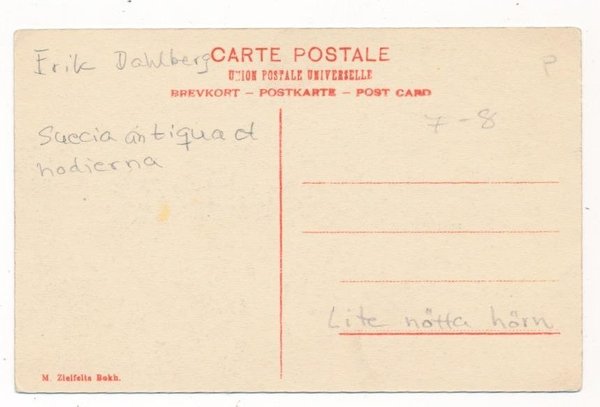 Erik Dahlberg
CARTE POSTALE
UNION POSTALE UNIVERSELLE
BREVKORT – POSTKARTE – POST CARD
P
7-8
Suecia antiqua et
hodierna
Lite nötta hörn
M. Zielfelts Bokh.